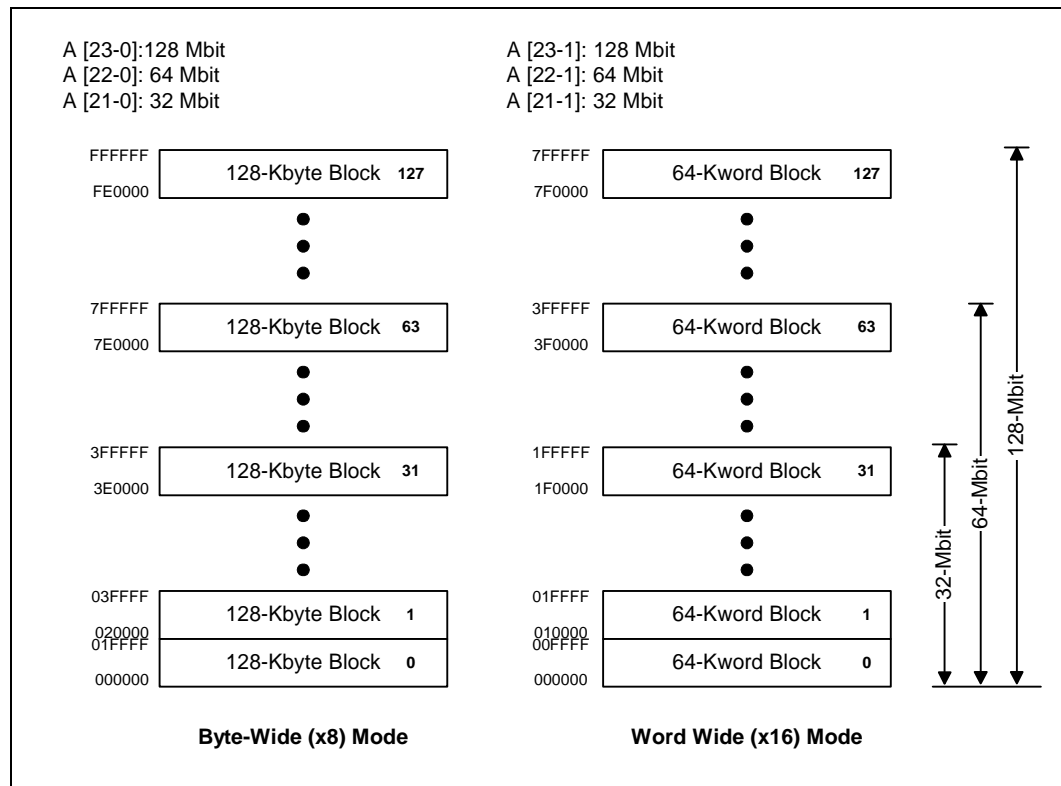 A [23-0]:128 Mbit
A [22-0]: 64 Mbit
A [21-0]: 32 Mbit
A [23-1]: 128 Mbit
A [22-1]: 64 Mbit
A [21-1]: 32 Mbit
FFFFFF
128-Kbyte Block 127
FE0000
7FFFFF
128-Kbyte Block 63
7E0000
3FFFFF
128-Kbyte Block 31
3E0000
03FFFF
128-Kbyte Block 1
020000
01FFFF
128-Kbyte Block 0
000000
Byte-Wide (x8) Mode
7FFFFF
64-Kword Block 127
7F0000
3FFFFF
64-Kword Block 63
3F0000
1FFFFF
64-Kword Block 31
1F0000
01FFFF
64-Kword Block 1
010000
00FFFF
64-Kword Block 0
000000
Word Wide (x16) Mode
32-Mbit
64-Mbit
128-Mbit